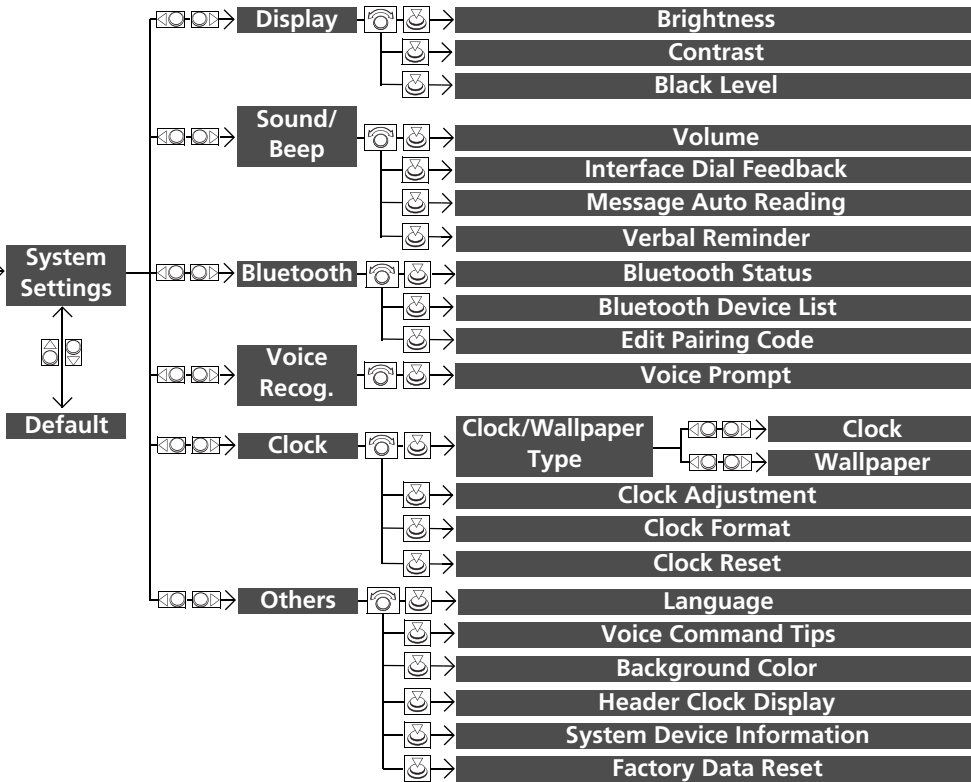 System
Settings
Default
Display
Brightness
Contrast
Black Level
Sound/
Beep
Volume
Interface Dial Feedback
Message Auto Reading
Verbal Reminder
Bluetooth
Bluetooth Status
Bluetooth Device List
Edit Pairing Code
Voice
Recog.
Voice Prompt
Clock
Clock/Wallpaper
Type
Clock
Wallpaper
Clock Adjustment
Clock Format
Clock Reset
Others
Language
Voice Command Tips
Background Color
Header Clock Display
System Device Information
Factory Data Reset